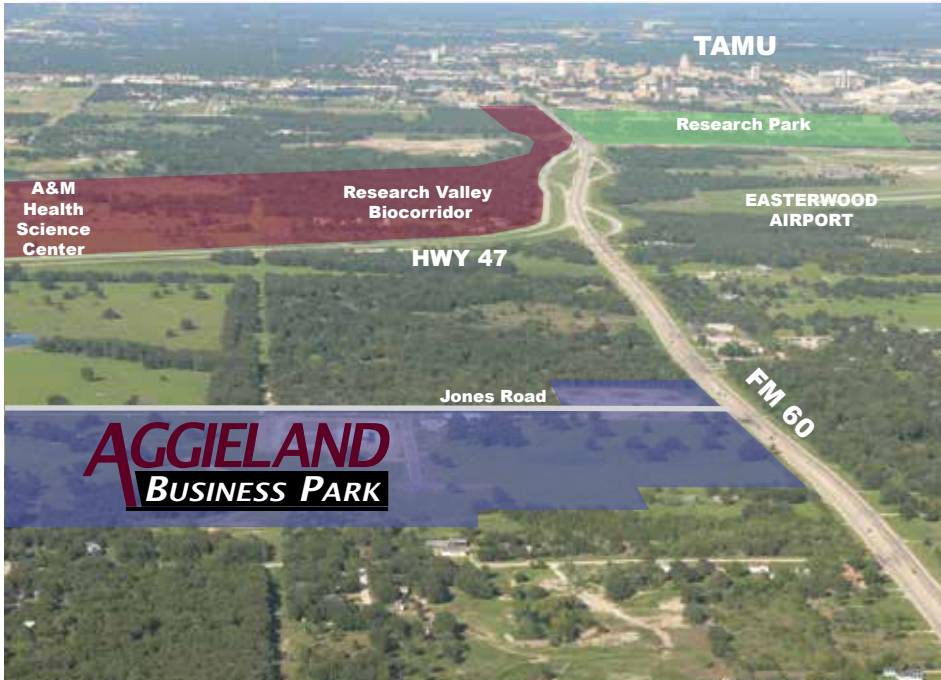 TAMU
Research Park
A&M
Health
Science
Center
Research Valley
Biocorridor
EASTERWOOD
AIRPORT
HWY 47
Jones Road
FM 60
AGGIELAND
BUSINESS PARK